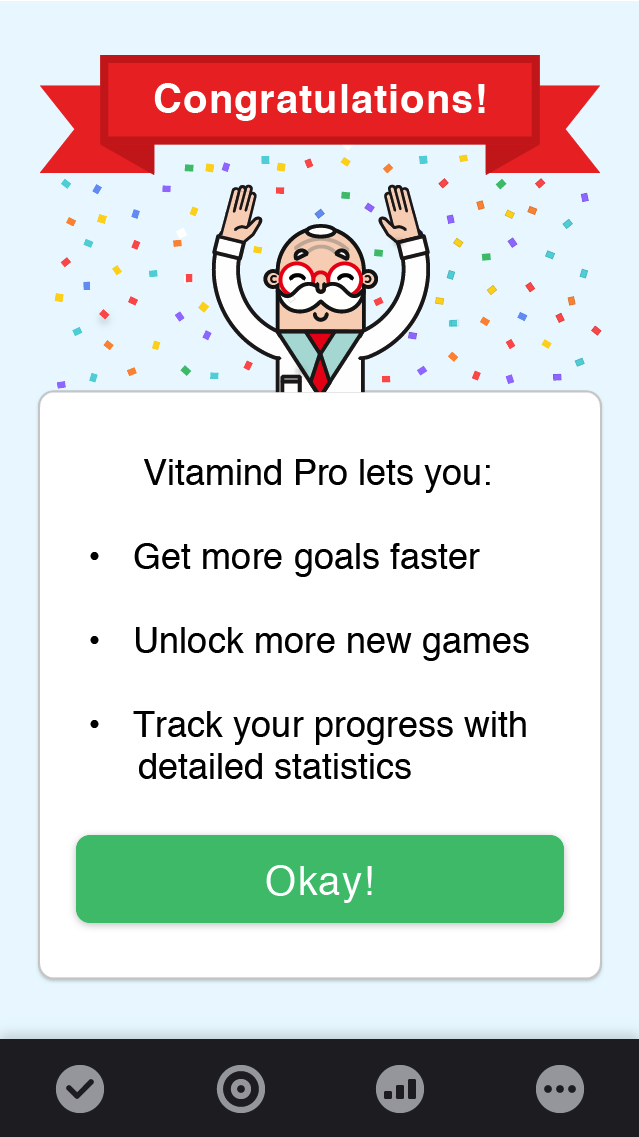 Congratulations!
Vitamind Pro lets you:
• Get more goals faster
• Unlock more new games
• Track your progress with
detailed statistics
Okay!